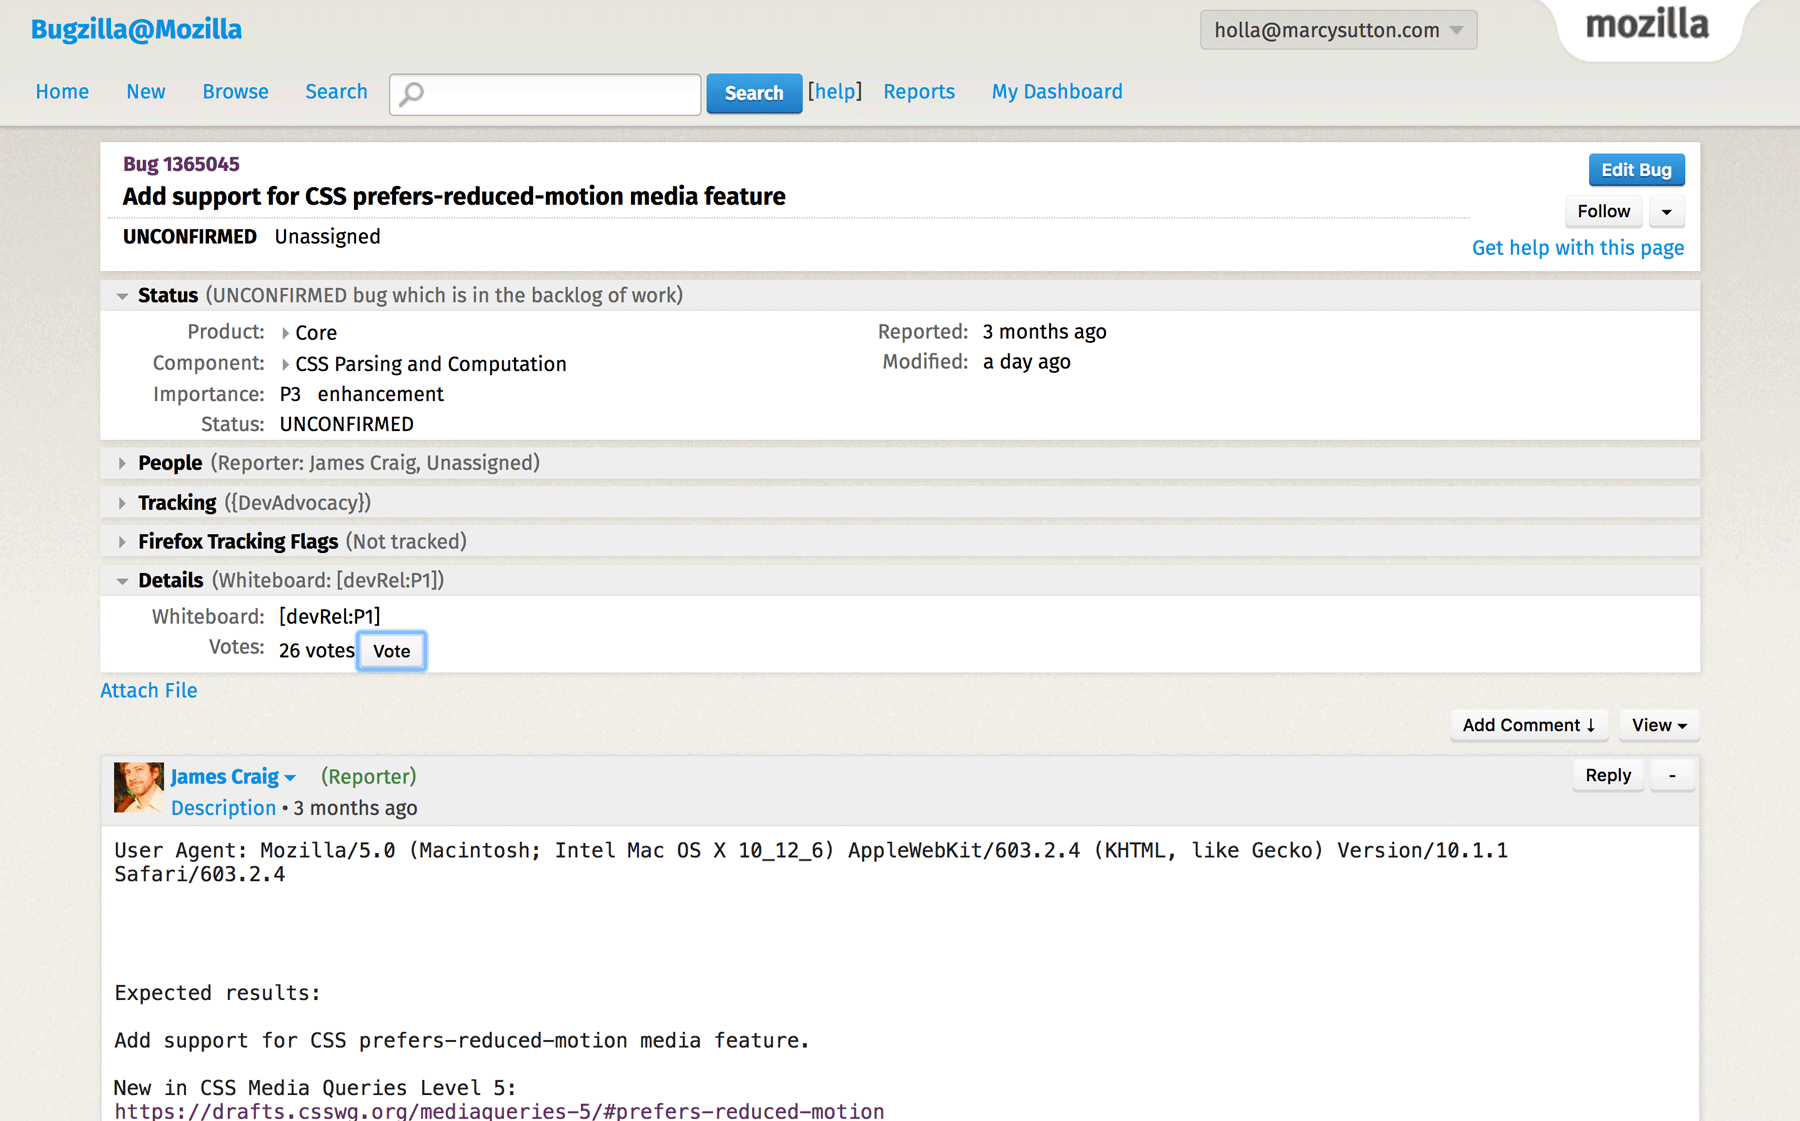 Bugzilla@Mozilla
holla@marcysutton.com
mozilla
Home New Browse Search Search [help] Reports My Dashboard
Bug 1365045
Edit Bug
Add support for CSS prefers-reduced-motion media feature
Follow
UNCONFIRMED Unassigned
Get help with this page
Status (UNCONFIRMED bug which is in the backlog of work)
Product: Core
Reported: 3 months ago
Component: CSS Parsing and Computation
Modified: a day ago
Importance: P3 enhancement
Status: UNCONFIRMED
People (Reporter: James Craig, Unassigned)
Tracking ({DevAdvocacy})
Firefox Tracking Flags (Not tracked)
Details (Whiteboard: [devRel:P1])
Whiteboard: [devRel:P1]
Votes: 26 votes Vote
Attach File
Add Comment ↓ View
James Craig (Reporter)
Reply -
Description • 3 months ago
User Agent: Mozilla/5.0 (Macintosh; Intel Mac OS X 10_12_6) AppleWebKit/603.2.4 (KHTML, like Gecko) Version/10.1.1
Safari/603.2.4
Expected results:
Add support for CSS prefers-reduced-motion media feature.
New in CSS Media Queries Level 5:
https://drafts.csswg.org/mediaqueries-5/#prefers-reduced-motion